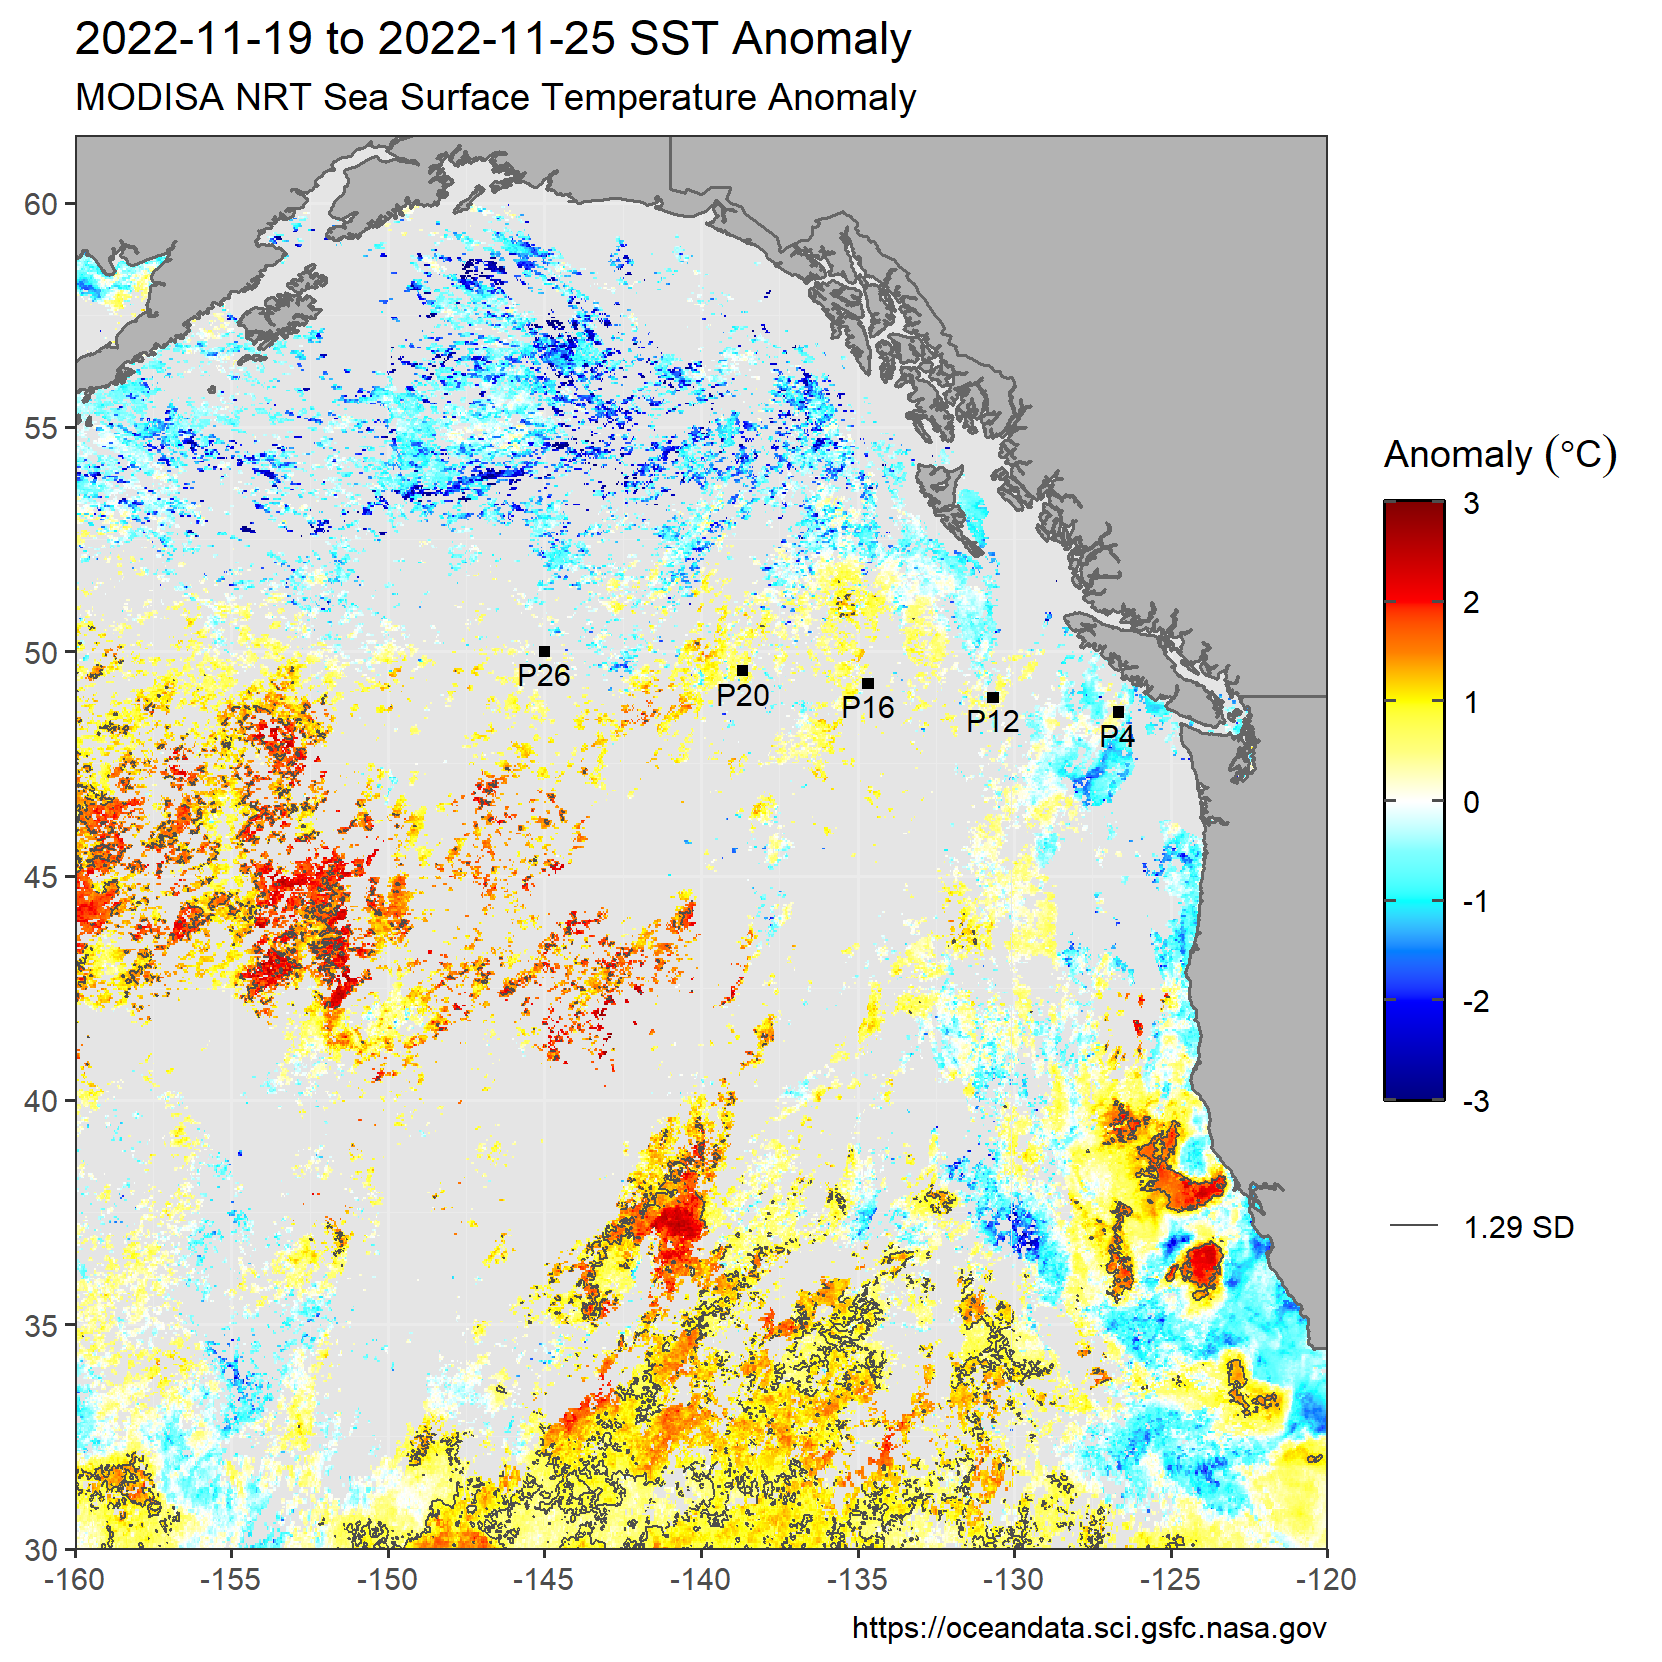 2022-11-19 to 2022-11-25 SST Anomaly
MODISA NRT Sea Surface Temperature Anomaly
60
55
50
45
40
35
30
-160
-155
-150
-145
-140
-135
-130
-125
-120
P26
P20
P16
P12
P4
Anomaly (°C)
3
2
1
0
-1
-2
-3
1.29 SD
https://oceandata.sci.gsfc.nasa.gov